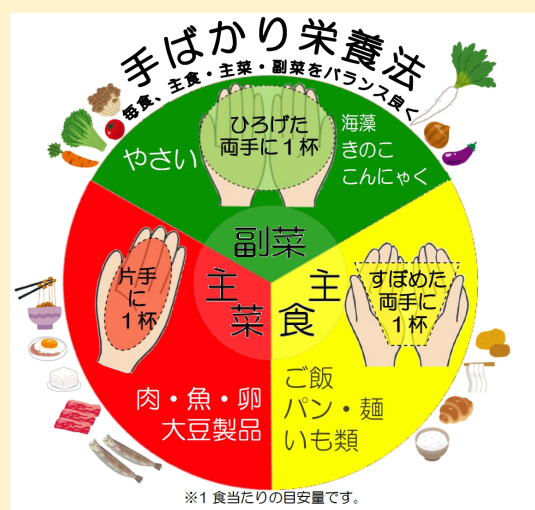 手ばかり栄養法
毎食、主食・主菜・副菜をバランス良く
ひろげた
両手に1杯
やさい
海藻
きのこ
こんにゃく
副菜
片手
に
1杯
主
菜
主
食
すぼめた
両手に
1杯
肉・魚・卵
大豆製品
ご飯
パン・麺
いも類
※1食当たりの目安量です。